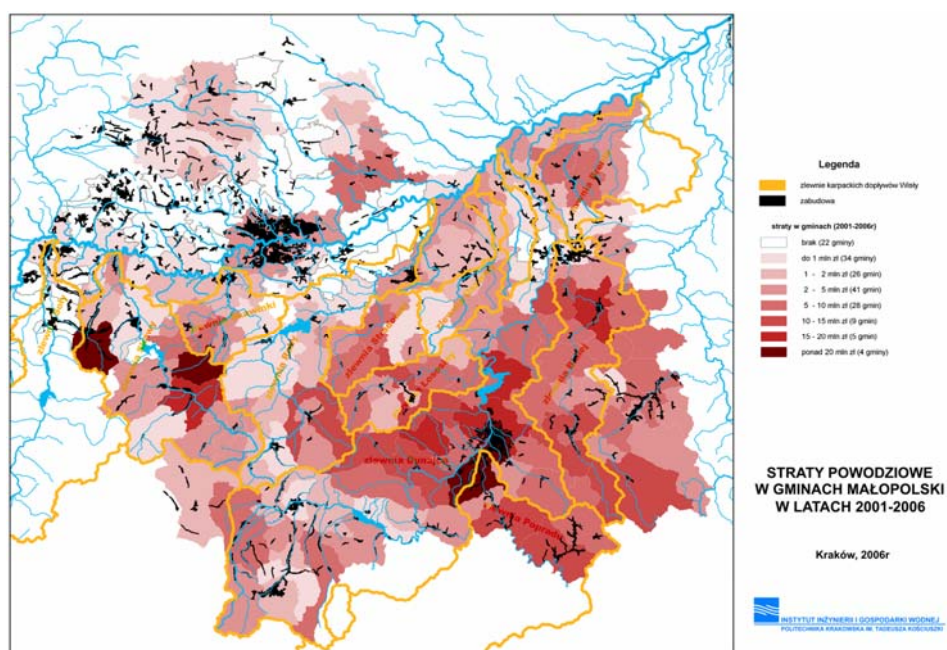 Legenda
zlewnie karpackich dopływów Wisły
zabudowa
straty w gminach (2001-2006r)
brak (22 gminy)
do 1 mln zł (34 gminy)
1 - 2 mln zł (26 gmin)
2 - 5 mln zł (41 gmin)
5 - 10 mln zł (28 gmin)
10 - 15 mln zł (9 gmin)
15 - 20 mln zł (5 gmin)
ponad 20 mln zł (4 gminy)
zlewnia Dunajca
zlewnia Popradu
STRATY POWODZIOWE
W GMINACH MAŁOPOLSKI
W LATACH 2001-2006
Kraków, 2006r
INSTYTUT INŻYNIERII I GOSPODARKI WODNEJ
POLITECHNIKA KRAKOWSKA IM. TADEUSZA KOŚCIUSZKI